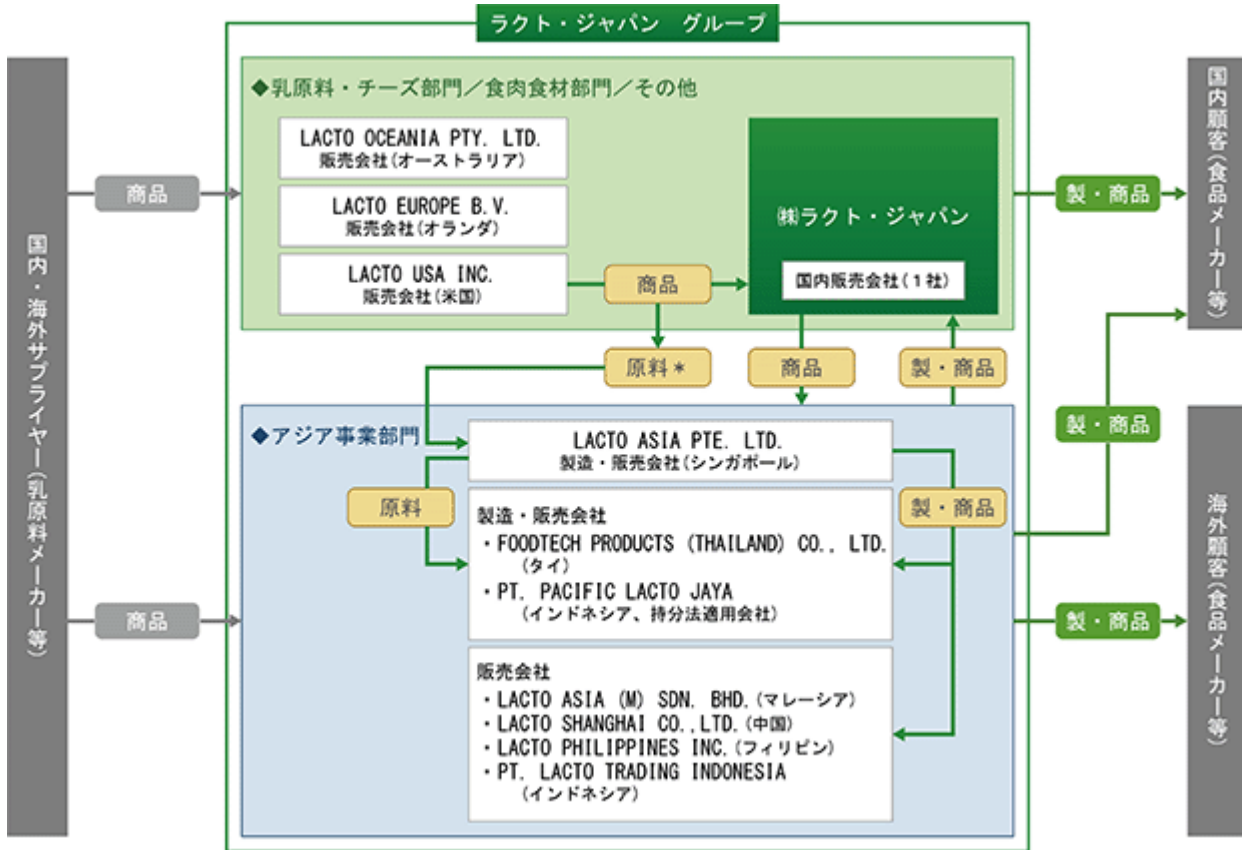 ラクト・ジャパン グループ
国内・海外サプライヤー(乳原料メーカー等)
商品
商品
◆乳原料・チーズ部門／食肉食材部門／その他
LACTO OCEANIA PTY. LTD.
販売会社(オーストラリア)
LACTO EUROPE B.V.
販売会社(オランダ)
LACTO USA INC.
販売会社(米国)
商品
㈱ラクト・ジャパン
国内販売会社(1社)
原料＊
商品
製・商品
◆アジア事業部門
LACTO ASIA PTE. LTD.
製造・販売会社(シンガポール)
原料
製・商品
製造・販売会社
・FOODTECH PRODUCTS (THAILAND) CO., LTD.
(タイ)
・PT. PACIFIC LACTO JAYA
(インドネシア、持分法適用会社)
販売会社
・LACTO ASIA (M) SDN. BHD.(マレーシア)
・LACTO SHANGHAI CO.,LTD.(中国)
・LACTO PHILIPPINES INC.(フィリピン)
・PT. LACTO TRADING INDONESIA
(インドネシア)
製・商品
製・商品
製・商品
国内顧客(食品メーカー等)
海外顧客(食品メーカー等)